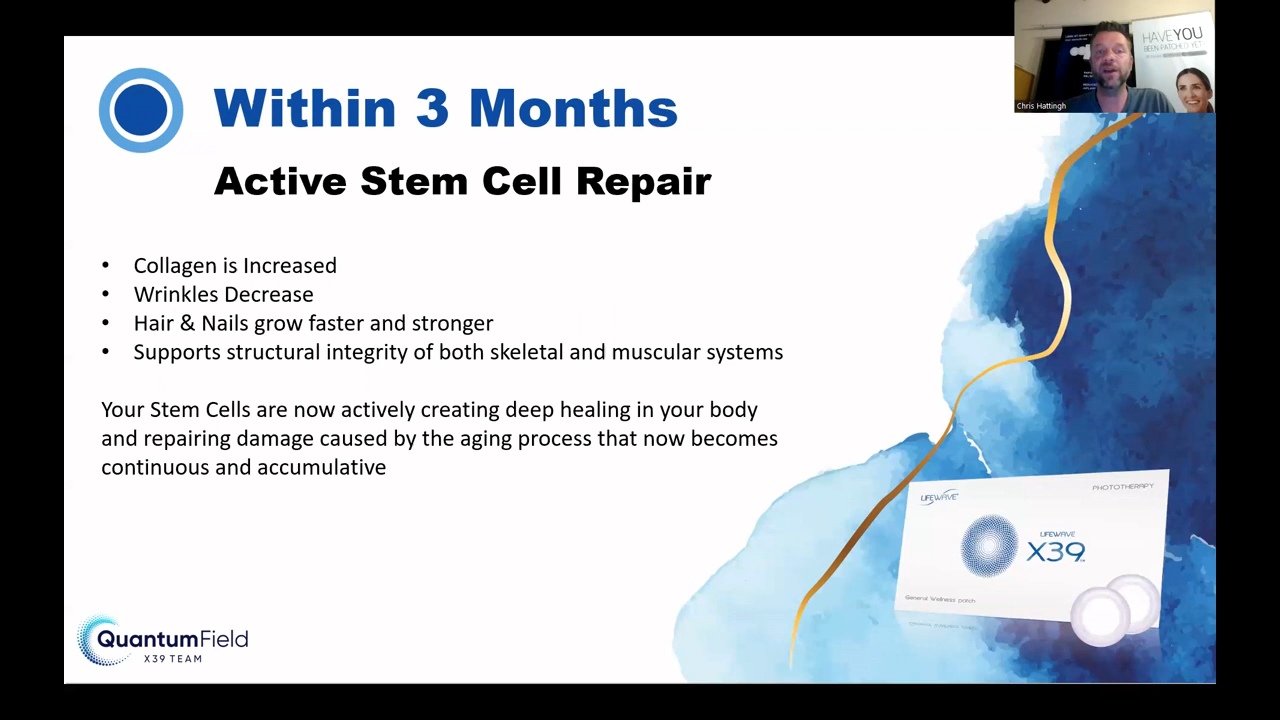 Within 3 Months
Active Stem Cell Repair
• Collagen is Increased
• Wrinkles Decrease
• Hair & Nails grow faster and stronger
• Supports structural integrity of both skeletal and muscular systems
Your Stem Cells are now actively creating deep healing in your body
and repairing damage caused by the aging process that now becomes
continuous and accumulative
QuantumField
X39 TEAM
HAVE YOU
BEEN PATCHED YET?
Chris Hattingh
LIFEWAVE
PHOTOTHERAPY
LIFEWAVE
X39
General Wellness patch